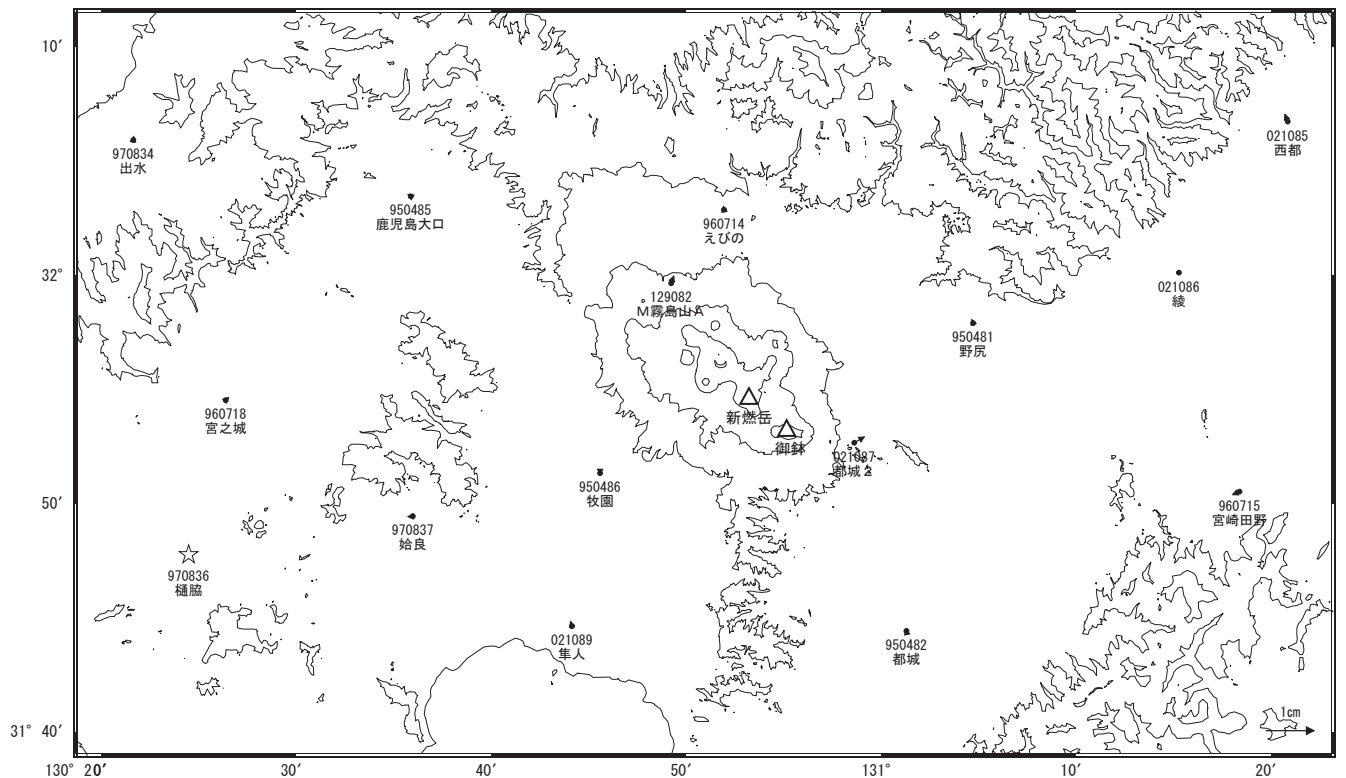 10′
021085
西都
970834
出水
950485
鹿児島大口
960714
えびの
32°
129082
M霧島山A
021086
綾
950481
野尻
960718
宮之城
新燃岳
御鉢
021087
都城2
950486
牧園
50′
960715
宮崎田野
970837
姶良
970836
樋脇
021089
隼人
950482
都城
1cm
31° 40′
130° 20′
30′
40′
50′
131°
10′
20′